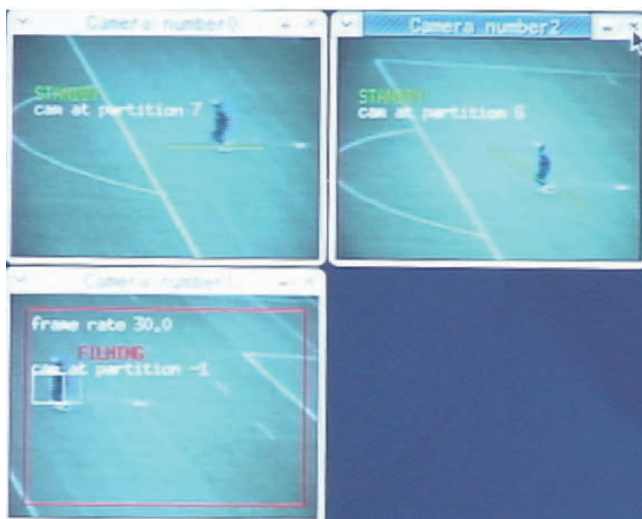 Camera number0
STANDBY
cam at partition 7
Camera number2
STANDBY
cam at partition 6
Camera number1
frame rate 30.0
FILMING
cam at partition -1